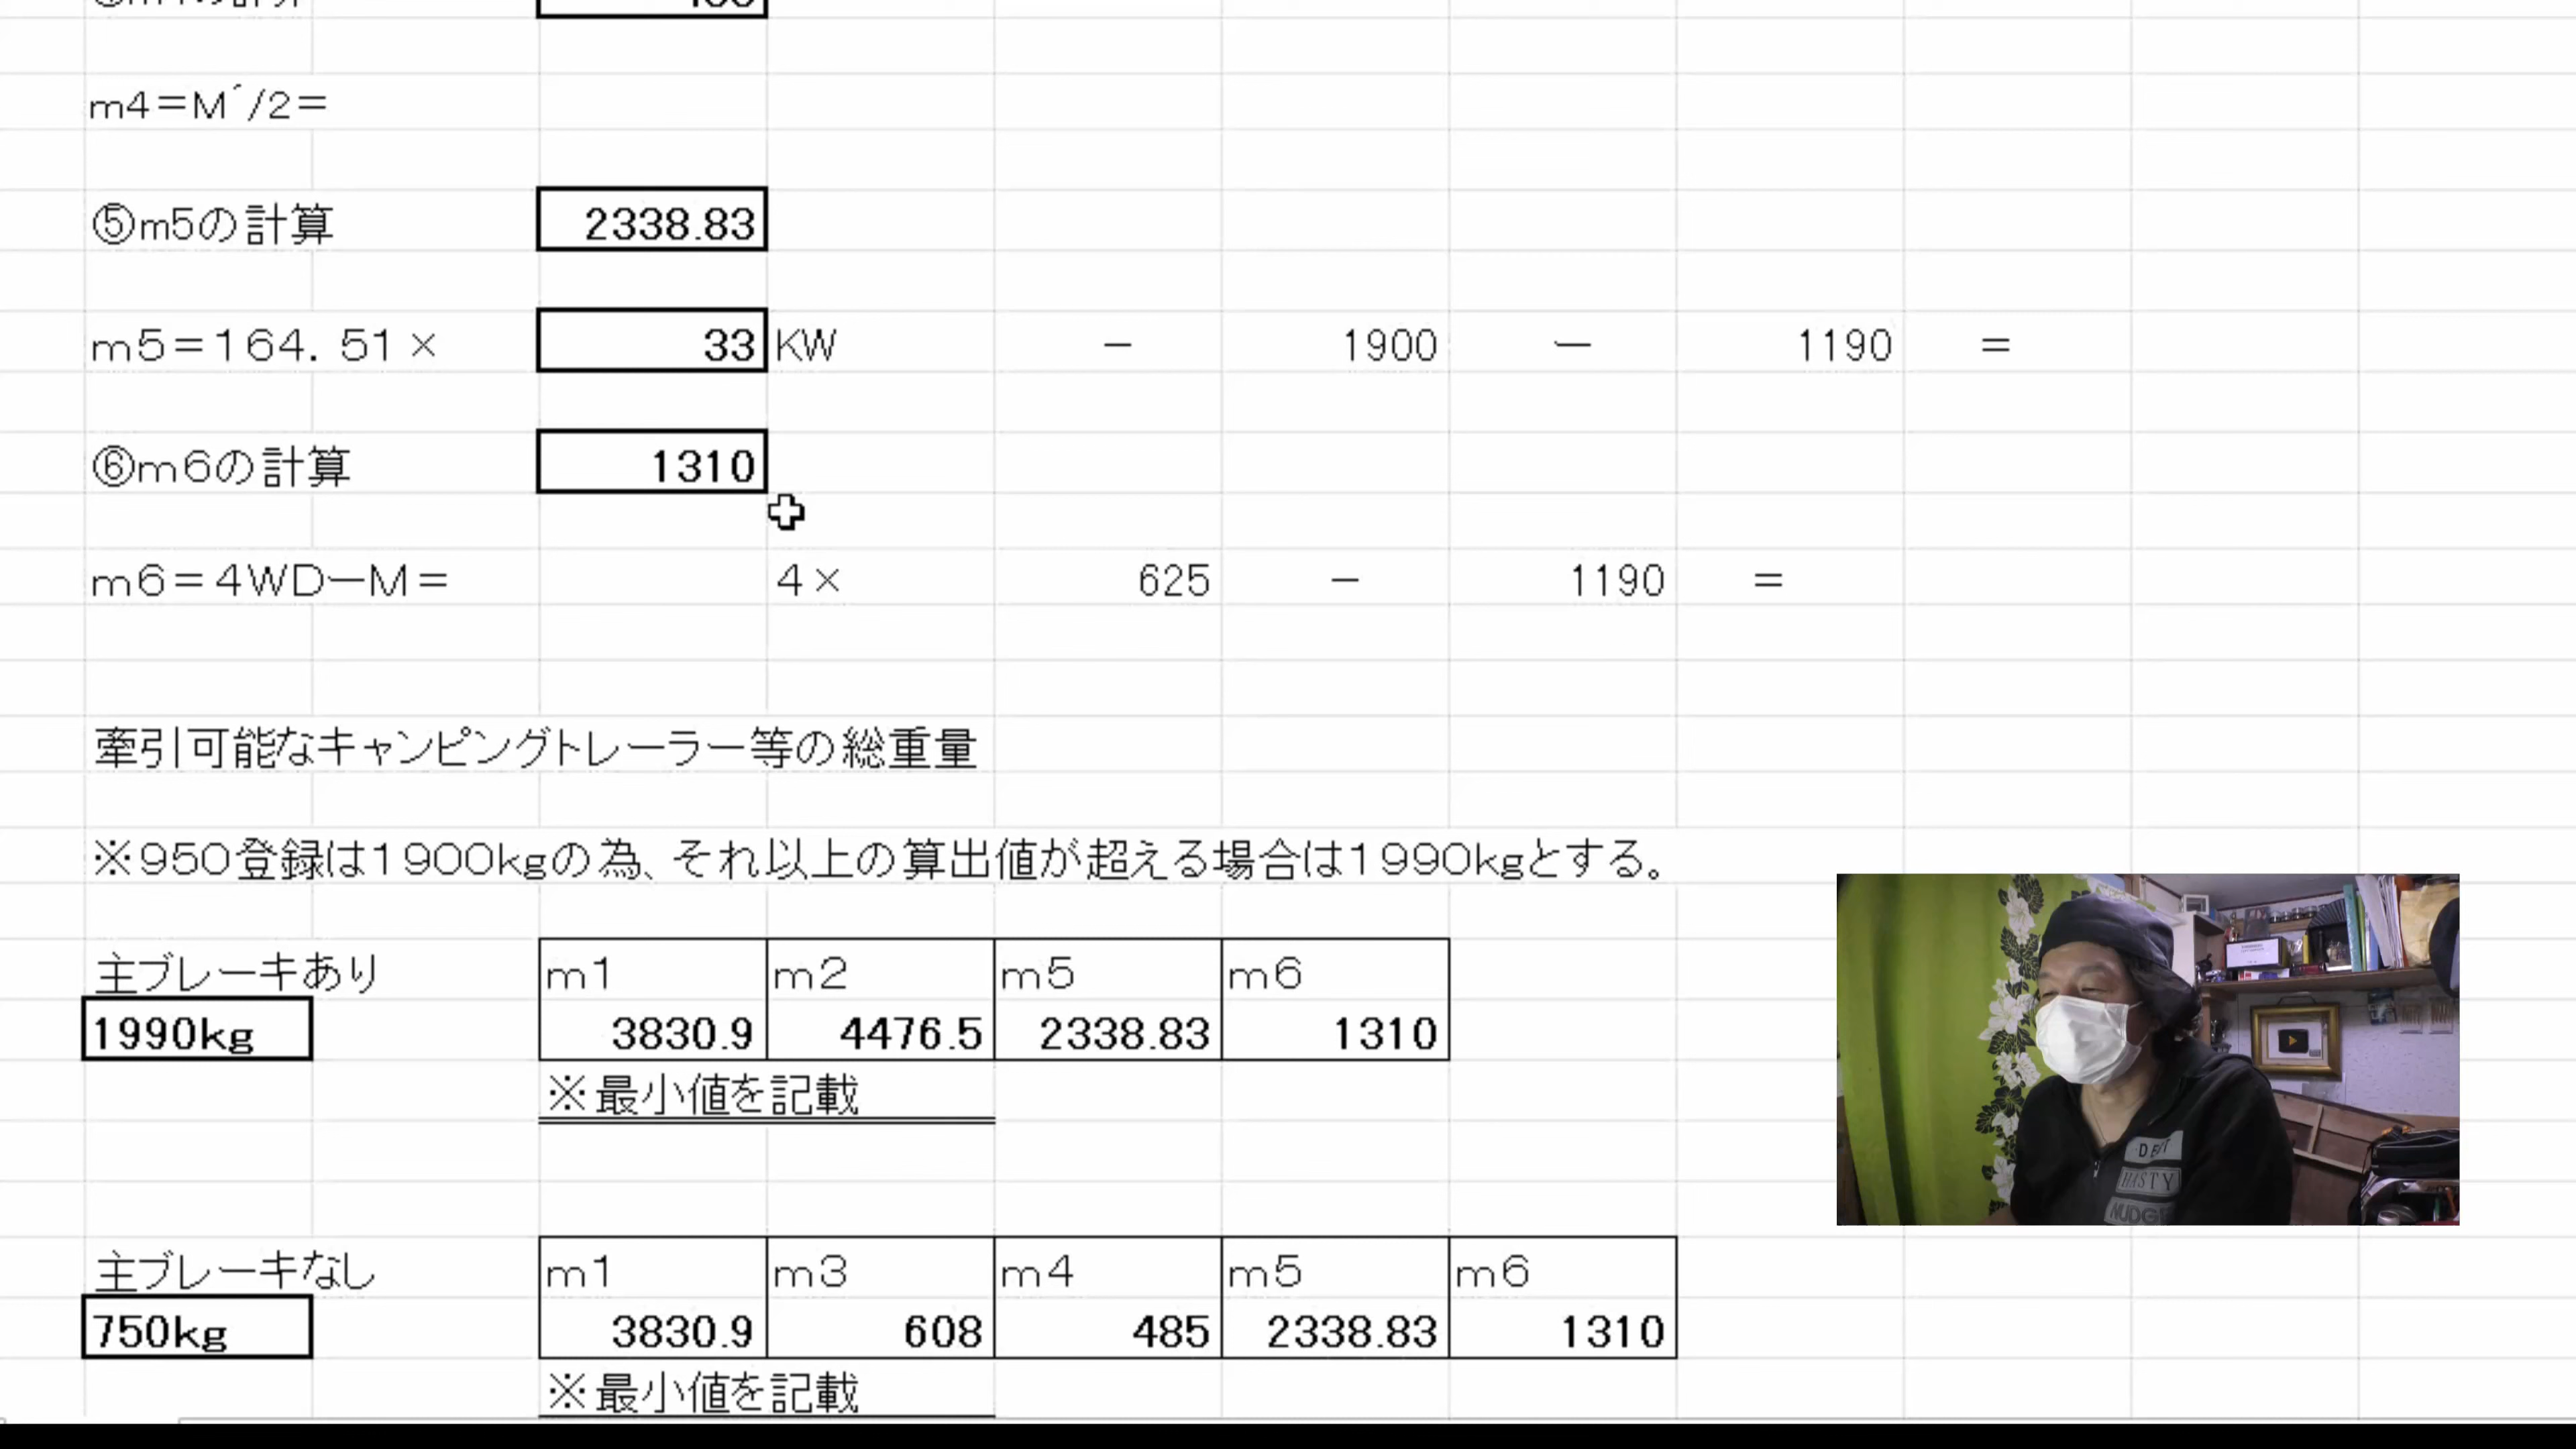 m4=M´/2=
⑤m5の計算 2338.83
m5=164.51× 33 KW － 1900 － 1190 ＝
⑥m6の計算 1310
m6=4WD－M＝ 4× 625 － 1190 ＝
牽引可能なキャンピングトレーラー等の総重量
※950登録は1900kgの為、それ以上の算出値が超える場合は1990kgとする。
主ブレーキあり m1 m2 m5 m6
1990kg 3830.9 4476.5 2338.83 1310
※最小値を記載
主ブレーキなし m1 m3 m4 m5 m6
750kg 3830.9 608 485 2338.83 1310
※最小値を記載
HASTY